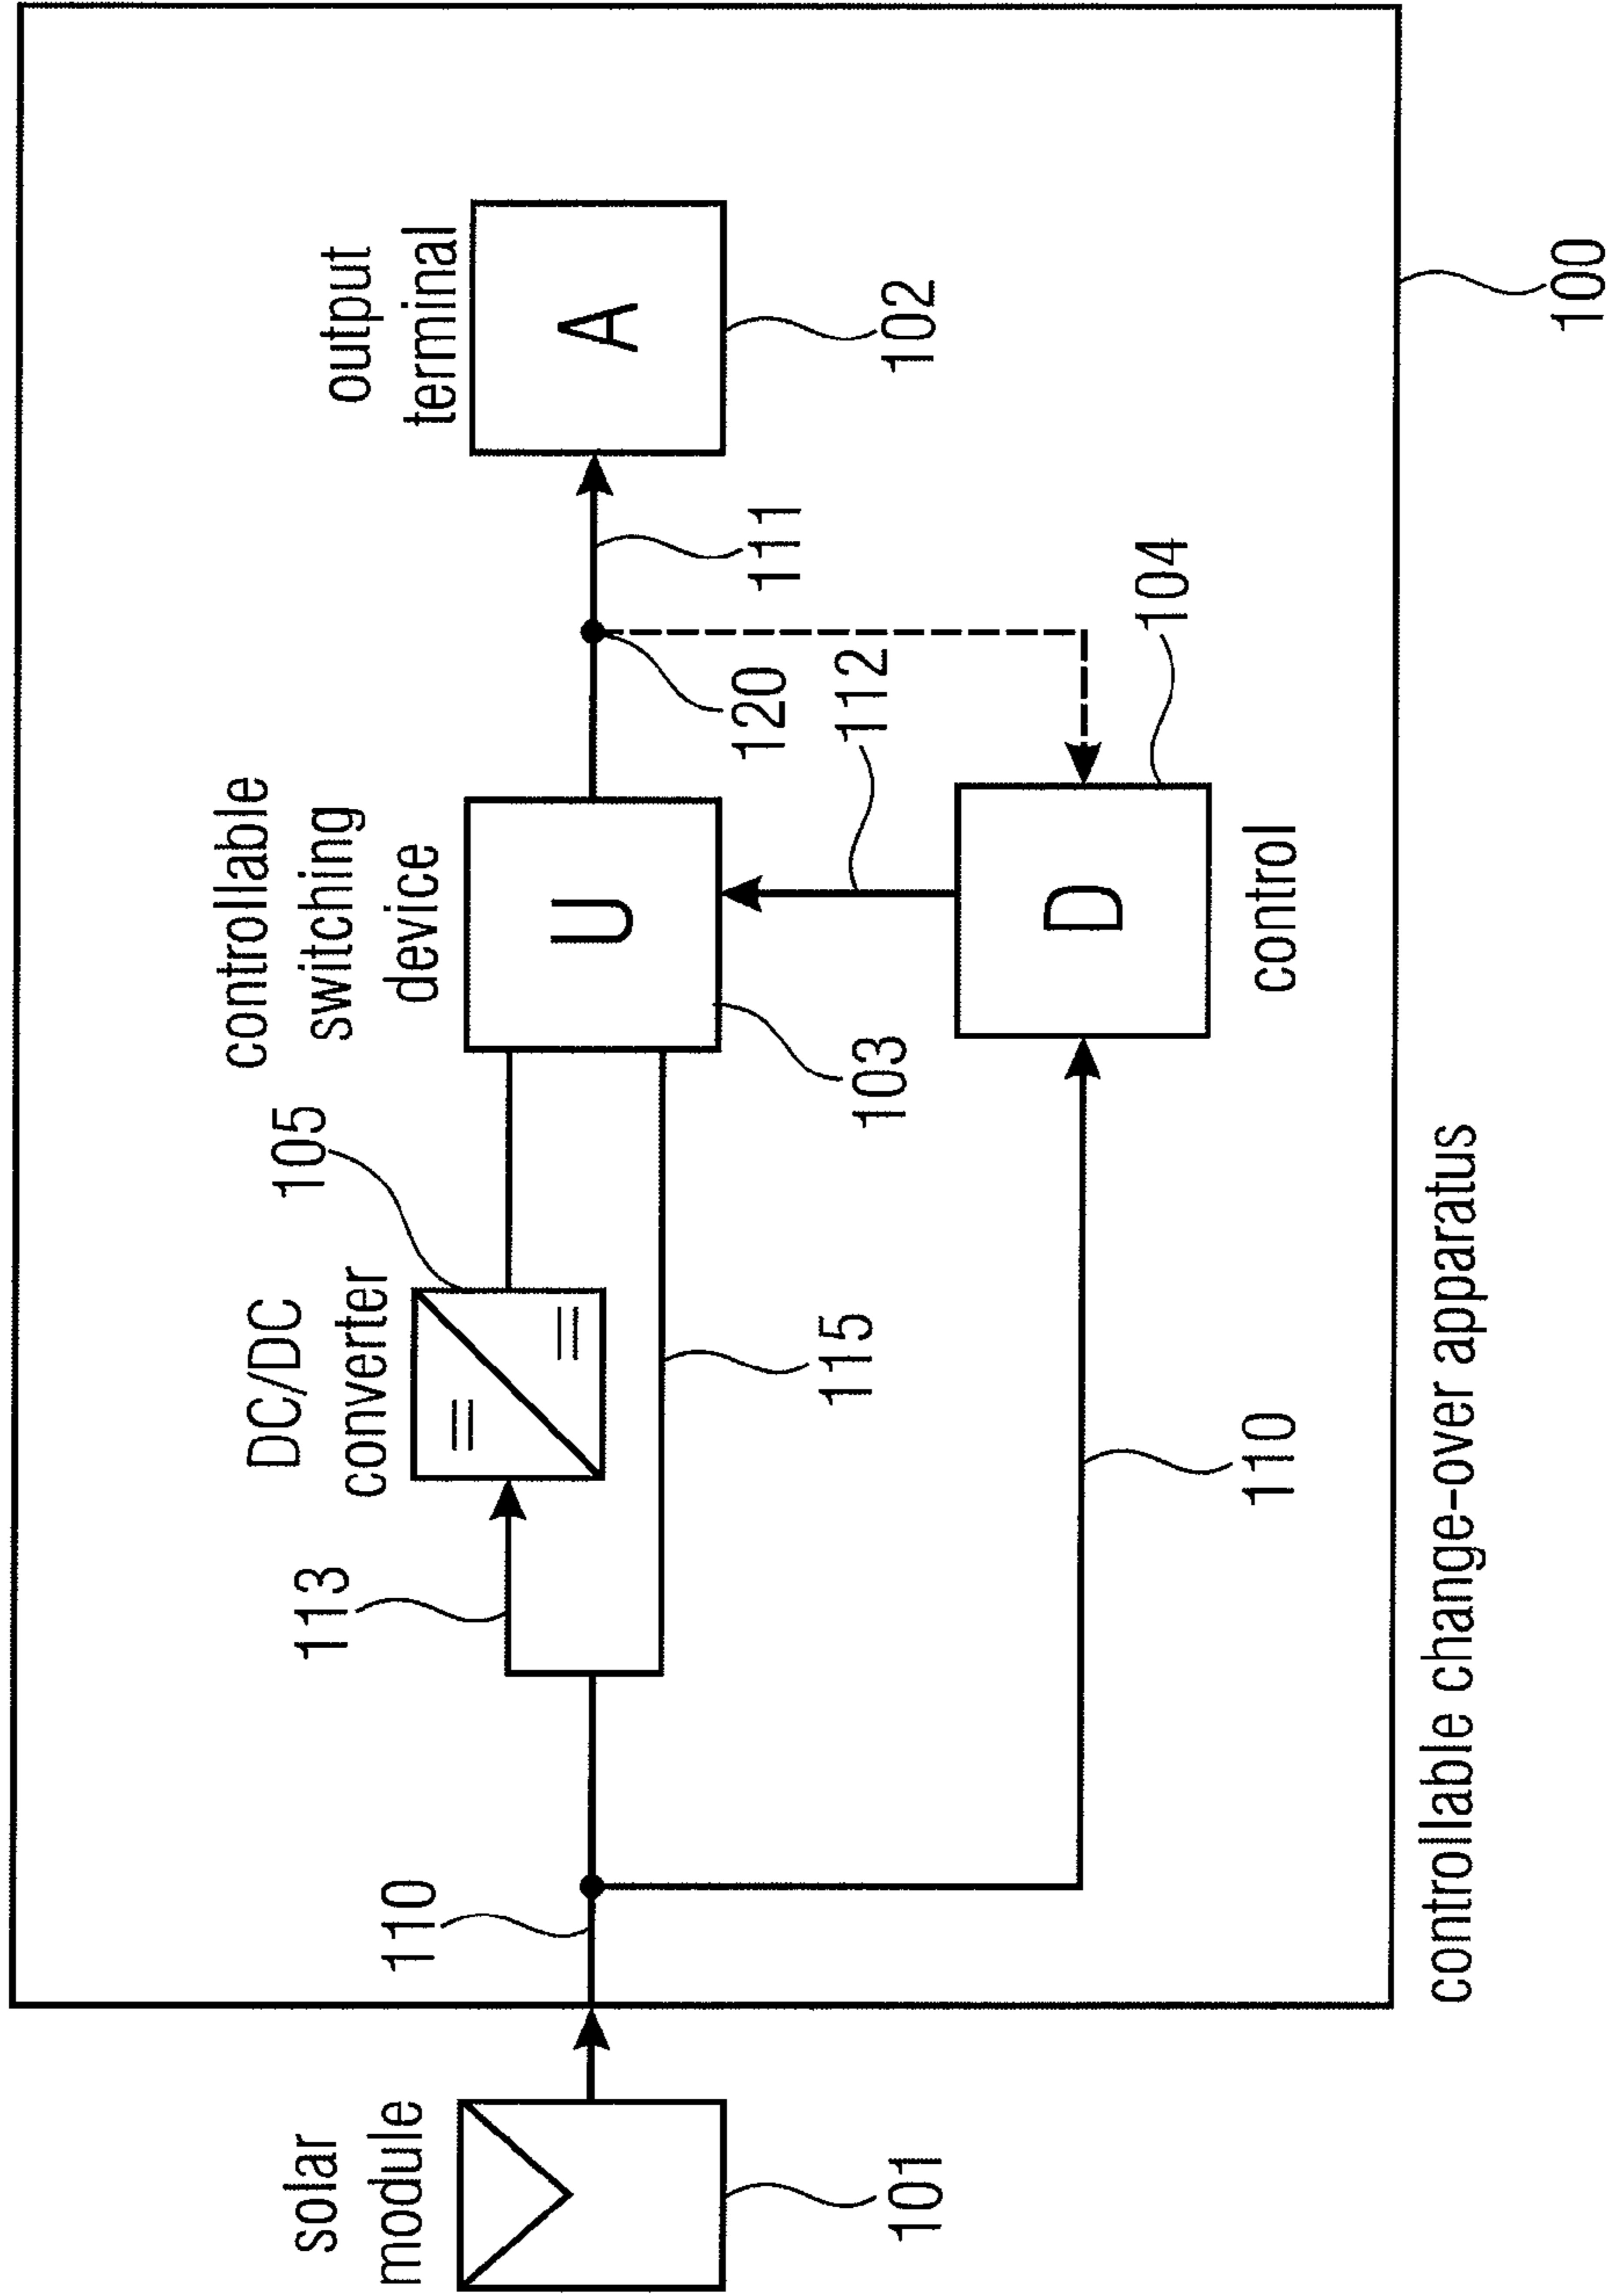 solar
module
101
110
113
DC/DC
converter
105
115
110
controllable
switching
device
U
103
112
D
control
104
120
111
output
terminal
A
102
controllable change-over apparatus
100